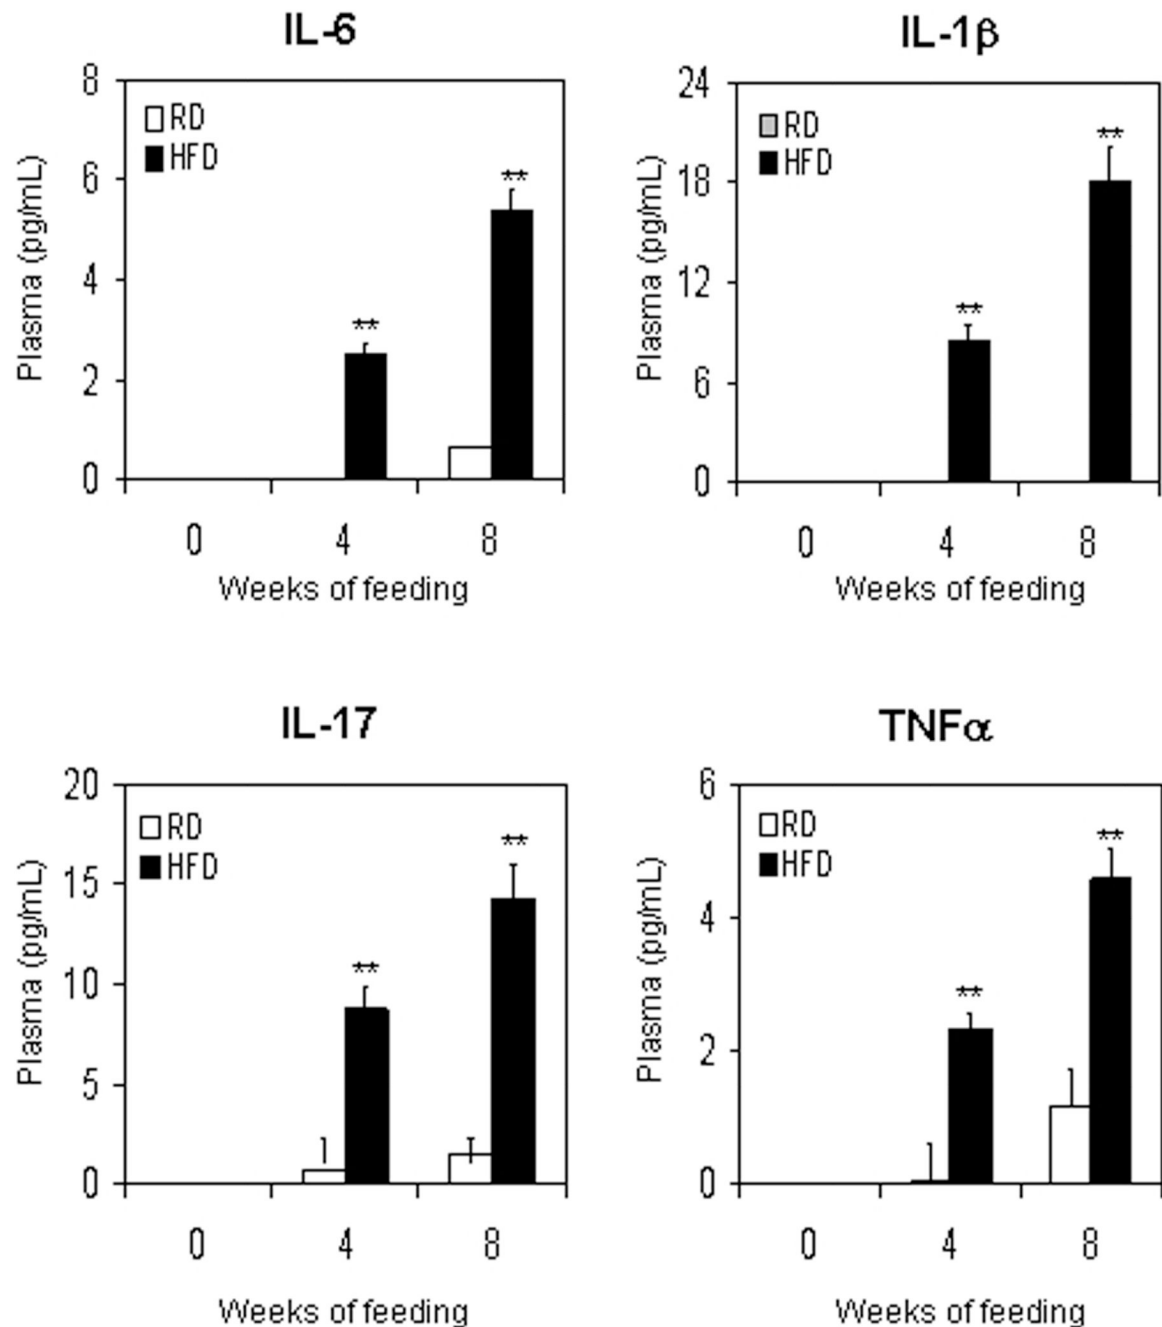 IL-6
8
6
4
2
0
Plasma (pg/mL)
RD
HFD
**
**
0 4 8
Weeks of feeding
IL-1β
24
18
12
6
0
Plasma (pg/mL)
RD
HFD
**
**
0 4 8
Weeks of feeding
IL-17
20
15
10
5
0
Plasma (pg/mL)
RD
HFD
**
**
0 4 8
Weeks of feeding
TNFα
6
4
2
0
Plasma (pg/mL)
RD
HFD
**
**
0 4 8
Weeks of feeding